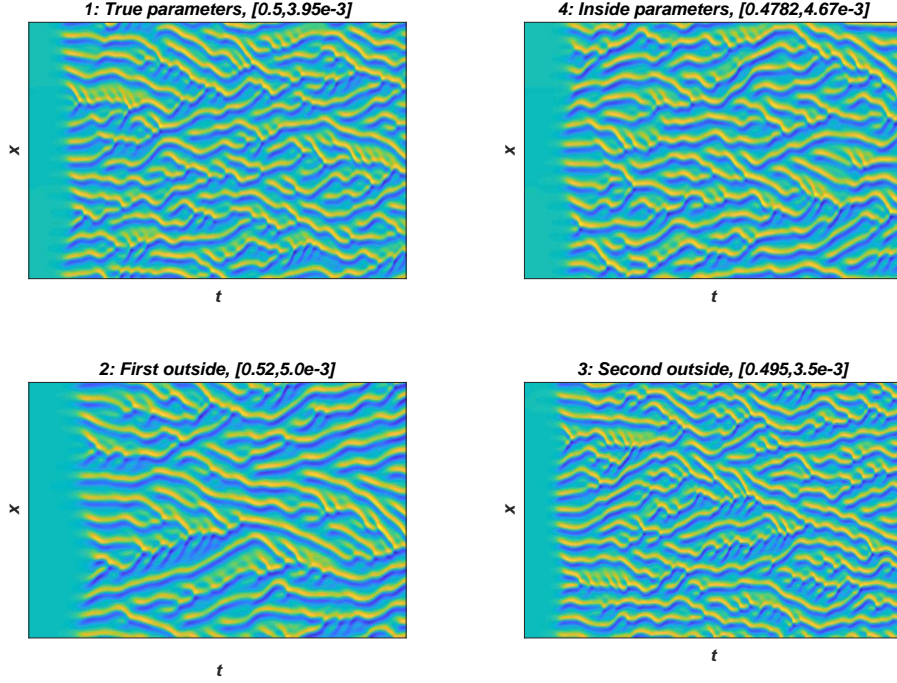 1: True parameters, [0.5,3.95e-3]
x
t
4: Inside parameters, [0.4782,4.67e-3]
x
t
2: First outside, [0.52,5.0e-3]
x
t
3: Second outside, [0.495,3.5e-3]
x
t